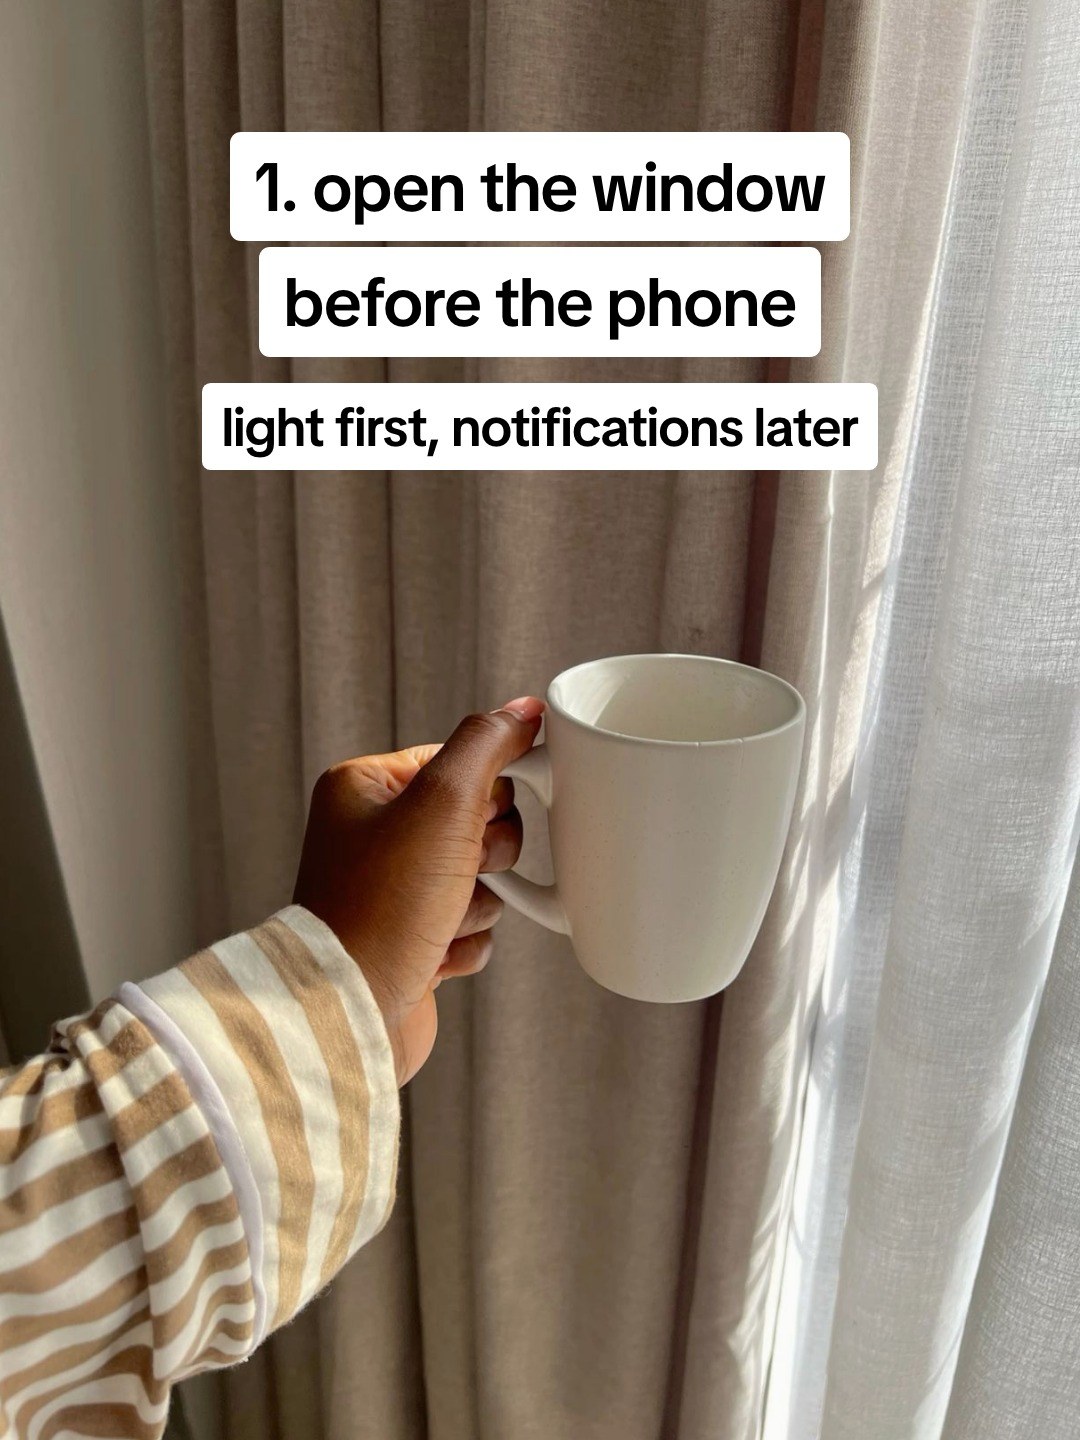 1. open the window
before the phone
light first, notifications later